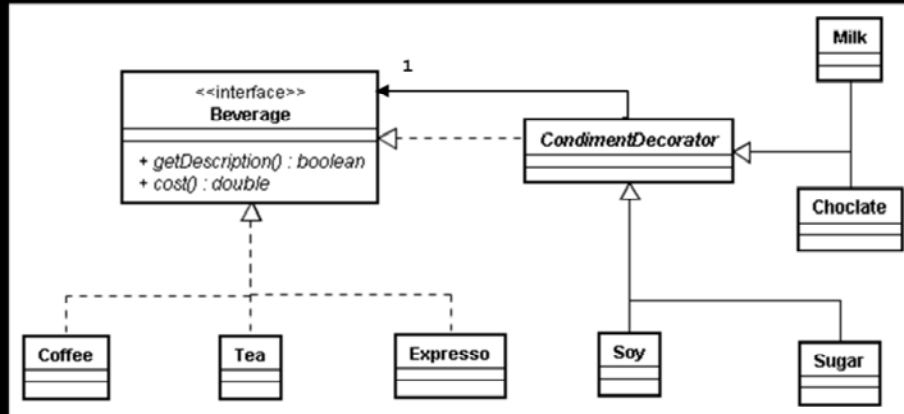 Milk
1
<<interface>>
Beverage
+ getDescription() : boolean
+ cost() : double
CondimentDecorator
Choclate
Coffee
Tea
Expresso
Soy
Sugar